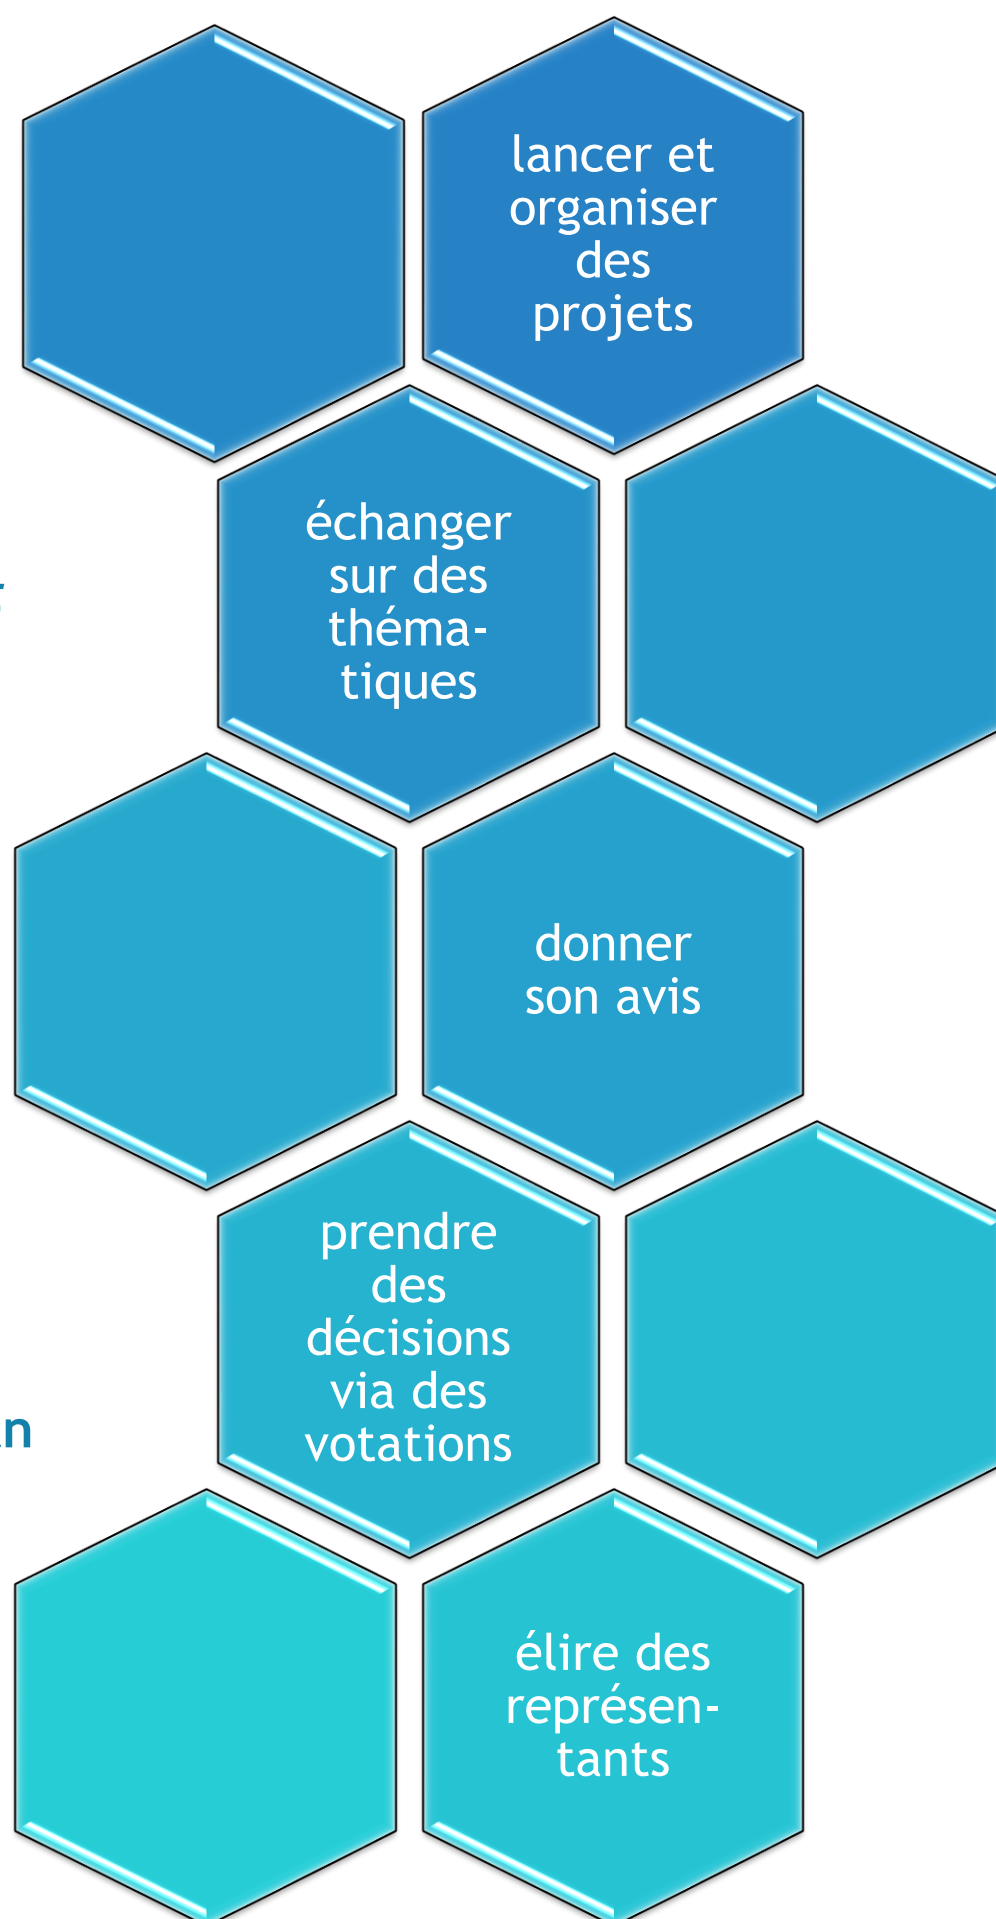 lancer et
organiser
des
projets
échanger
sur des
théma-
tiques
donner
son avis
prendre
des
décisions
via des
votations
élire des
représen-
tants